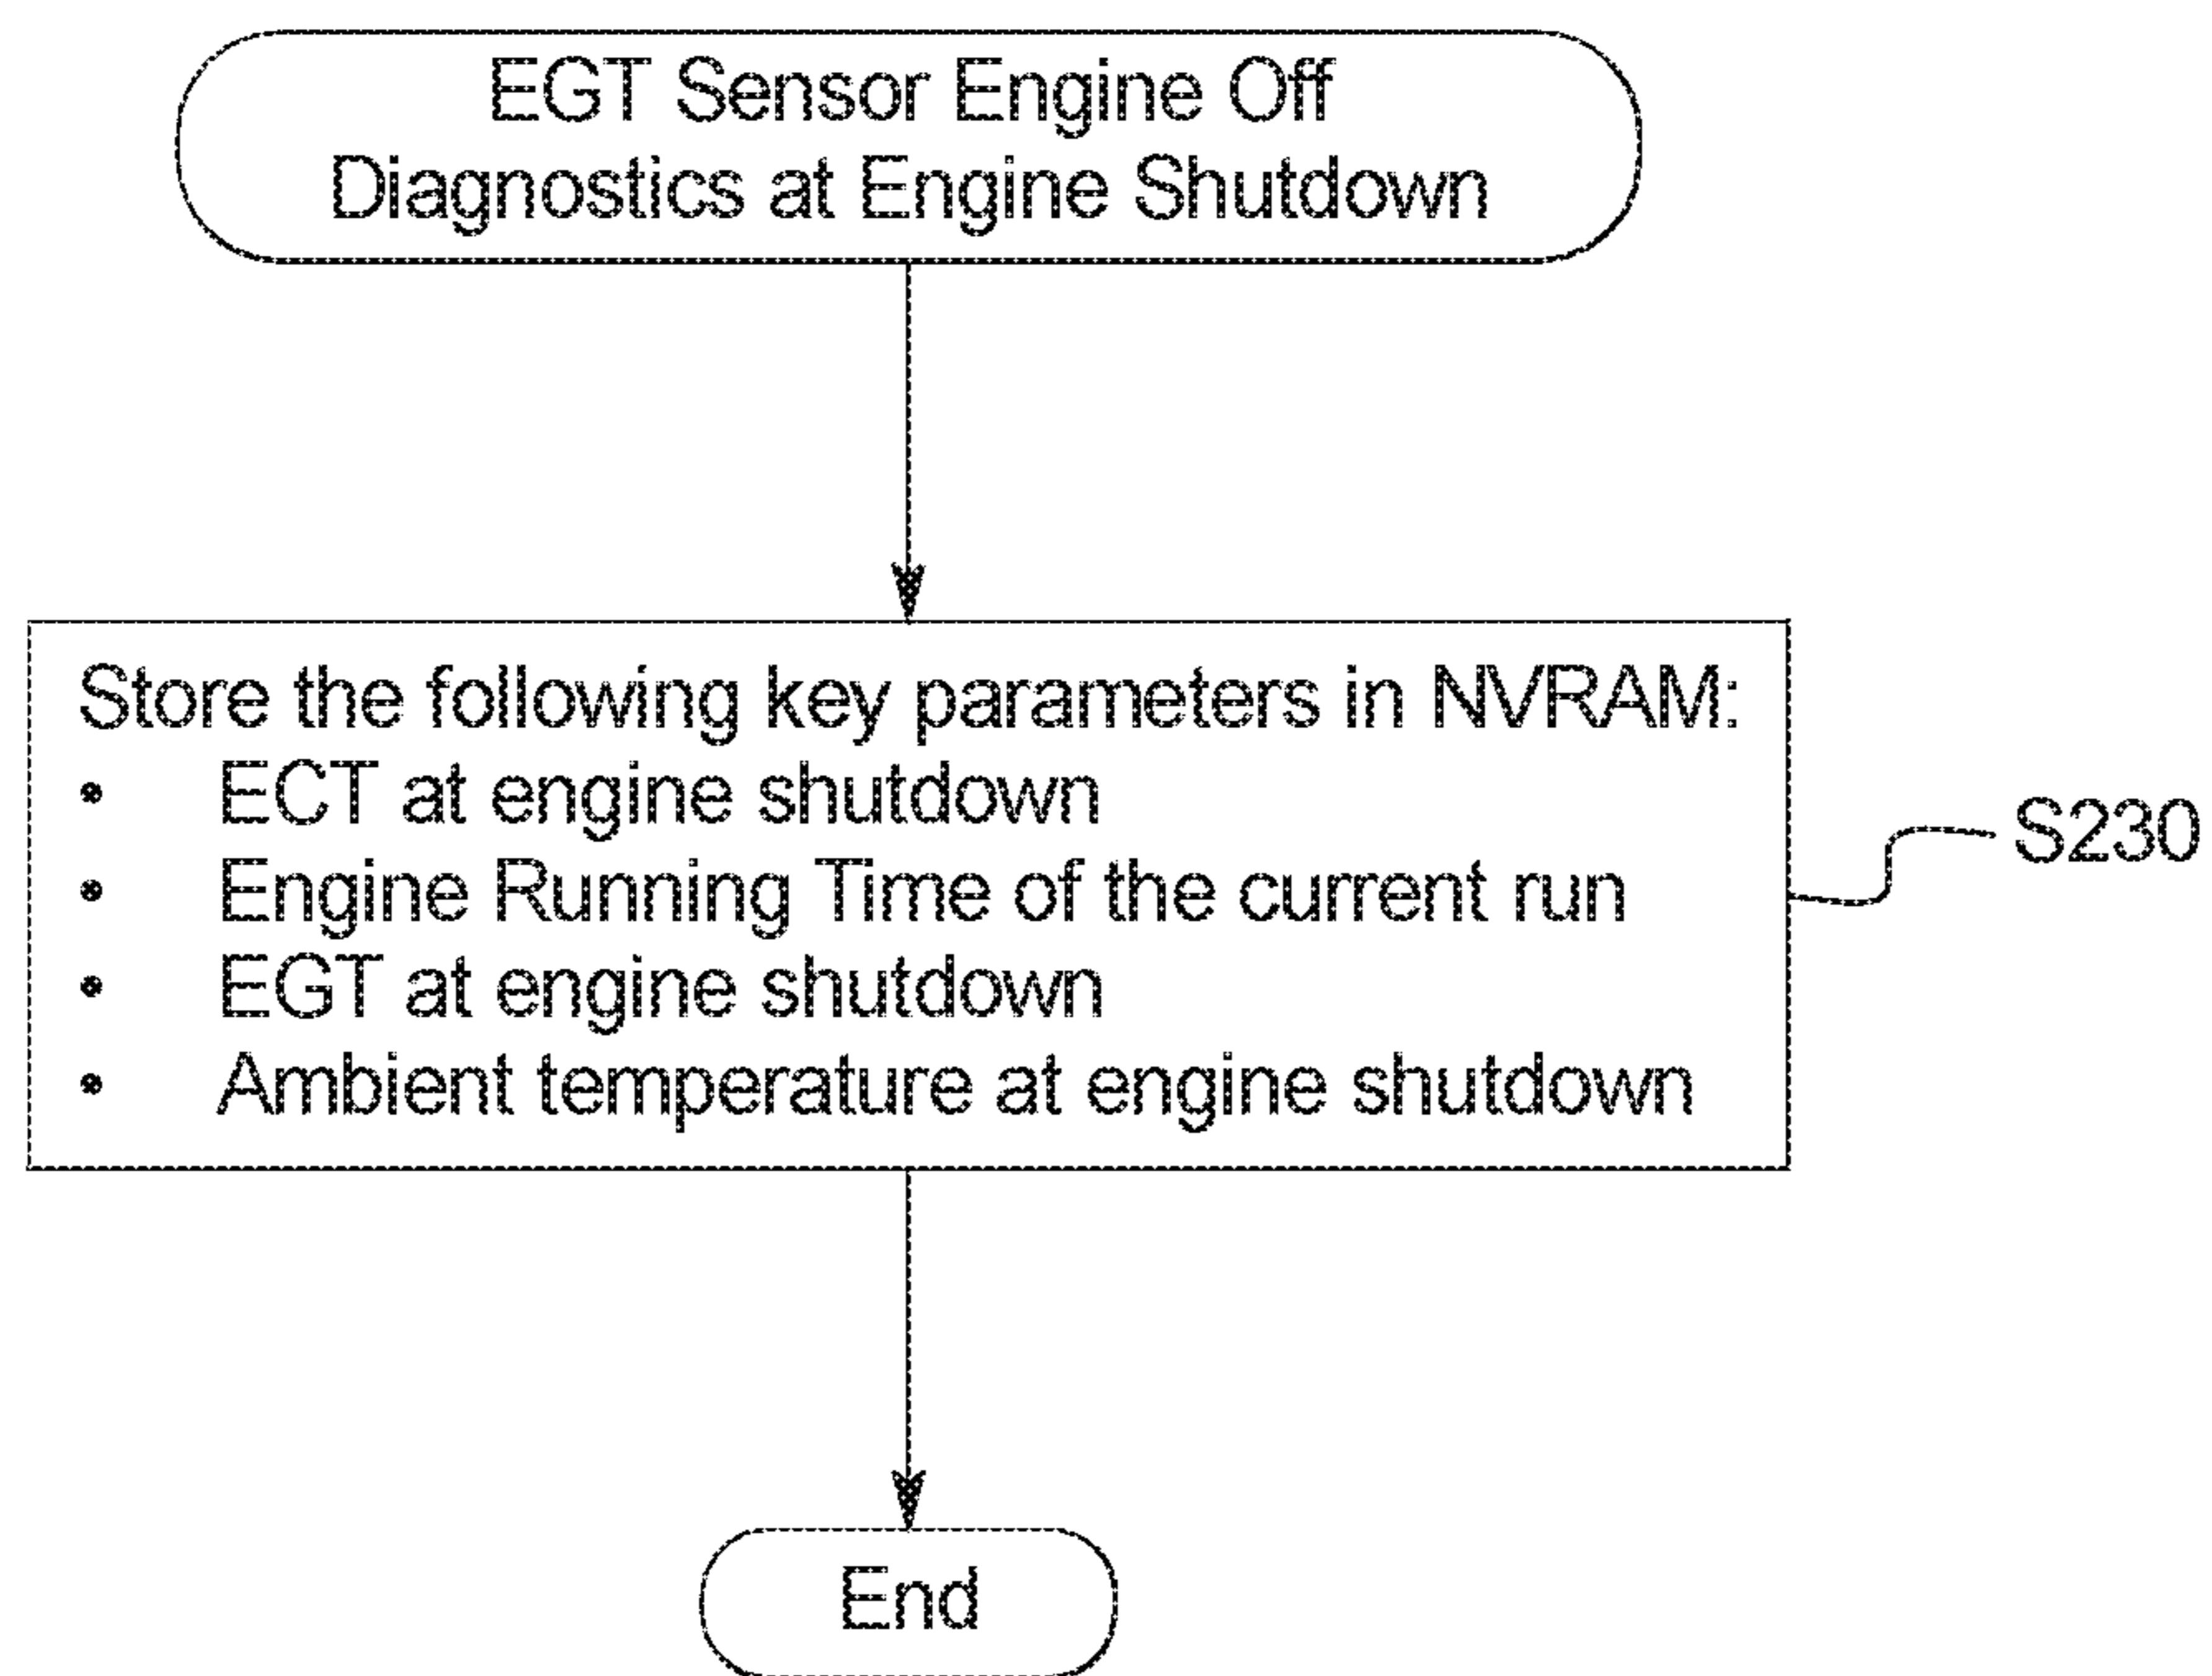 EGT Sensor Engine Off
Diagnostics at Engine Shutdown
Store the following key parameters in NVRAM:
• ECT at engine shutdown
• Engine Running Time of the current run
• EGT at engine shutdown
• Ambient temperature at engine shutdown
S230
End